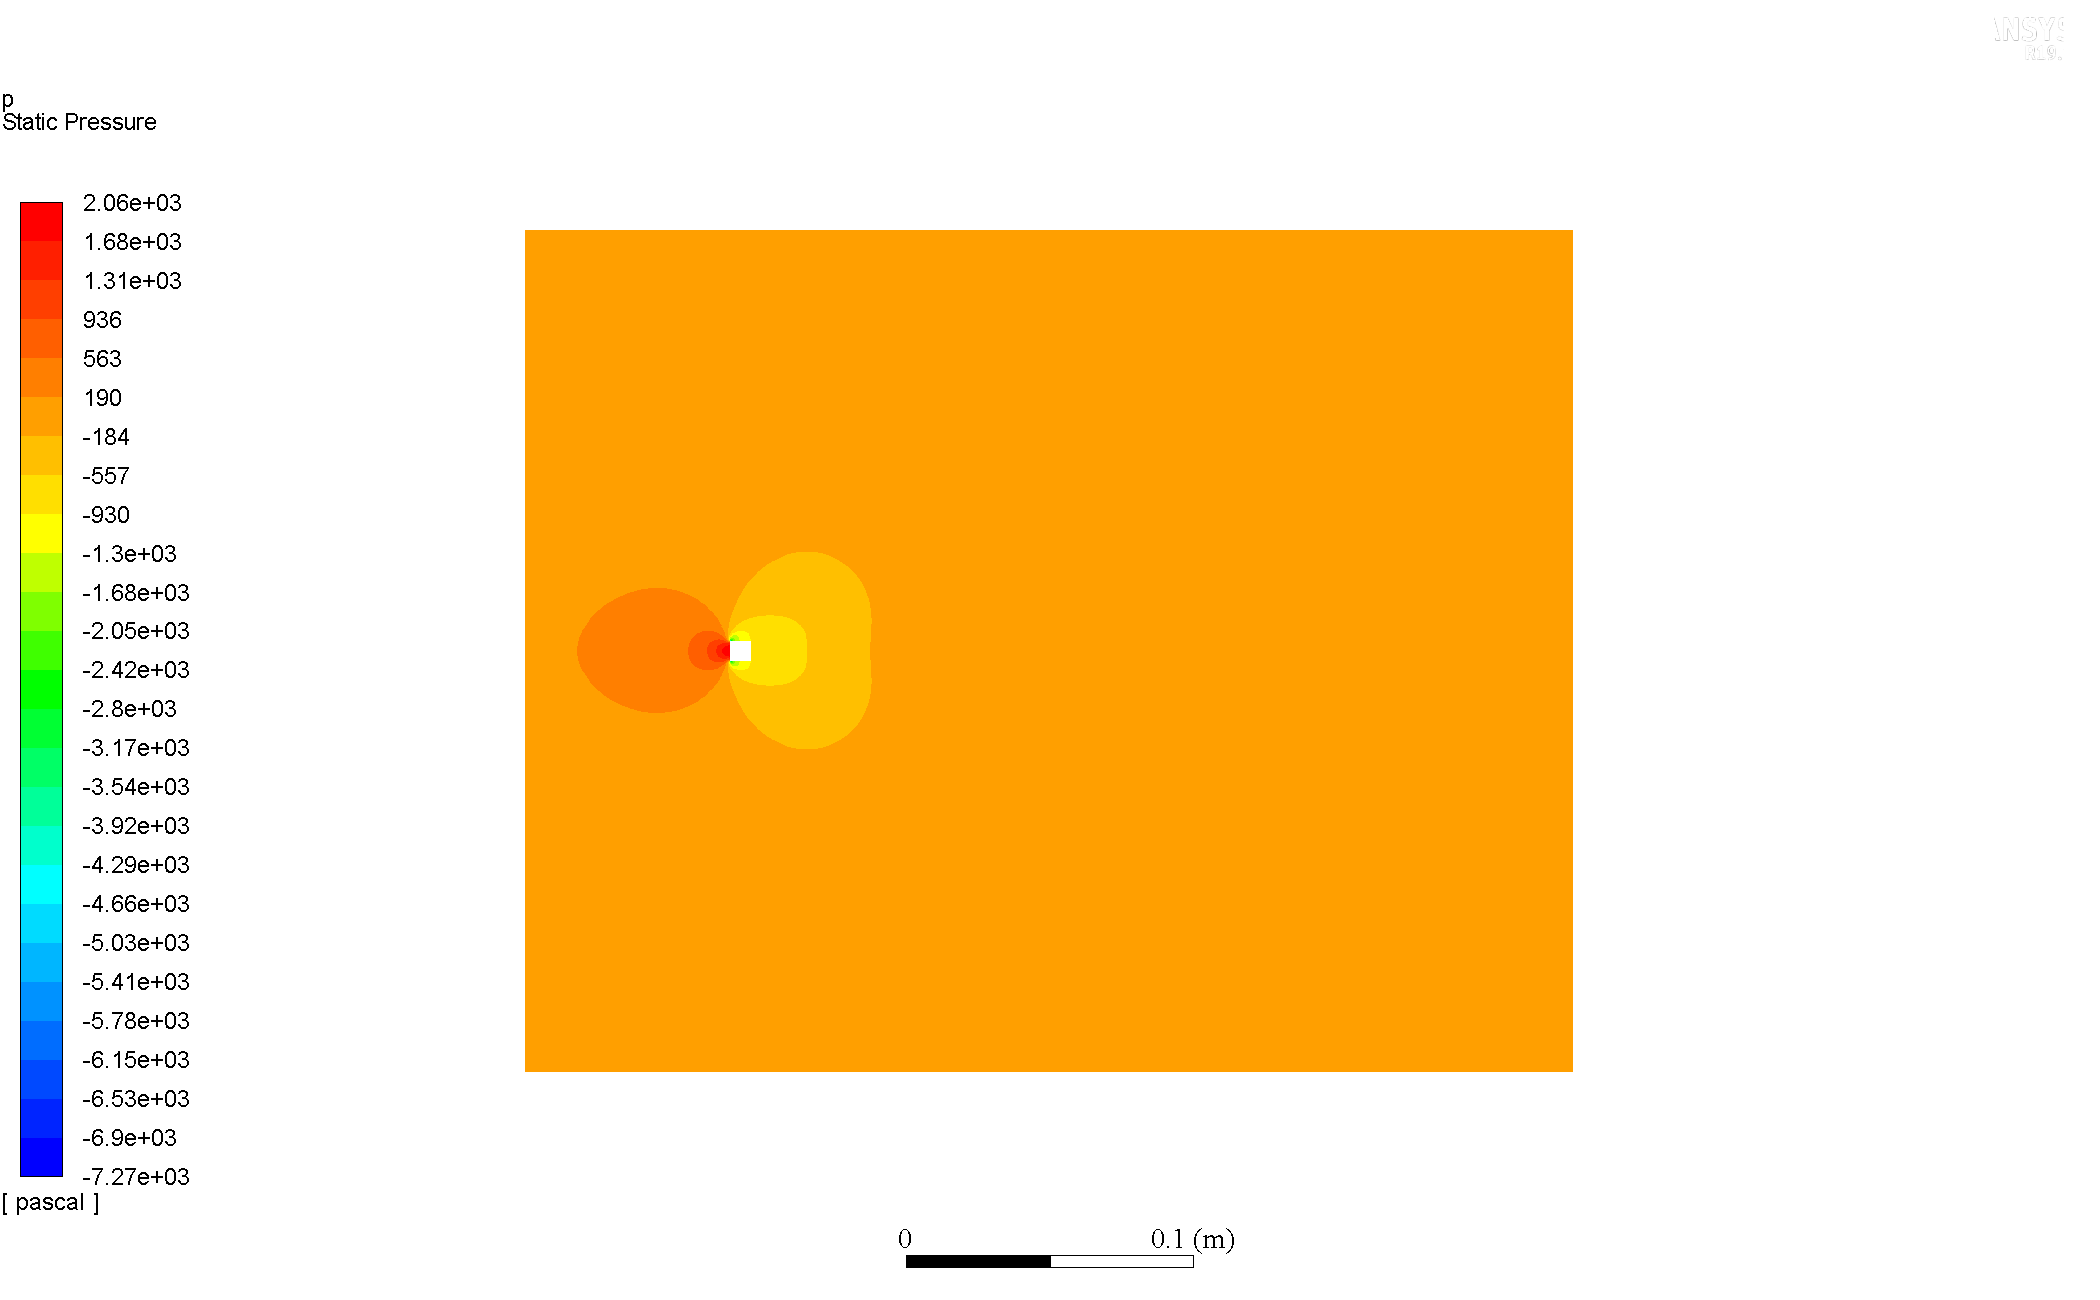 ANSYS
R19.
p
Static Pressure
2.06e+03
1.68e+03
1.31e+03
936
563
190
-184
-557
-930
-1.3e+03
-1.68e+03
-2.05e+03
-2.42e+03
-2.8e+03
-3.17e+03
-3.54e+03
-3.92e+03
-4.29e+03
-4.66e+03
-5.03e+03
-5.41e+03
-5.78e+03
-6.15e+03
-6.53e+03
-6.9e+03
-7.27e+03
[ pascal ]
0 0.1 (m)